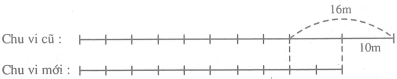 16m
Chu vi cũ :
10m
Chu vi mới :